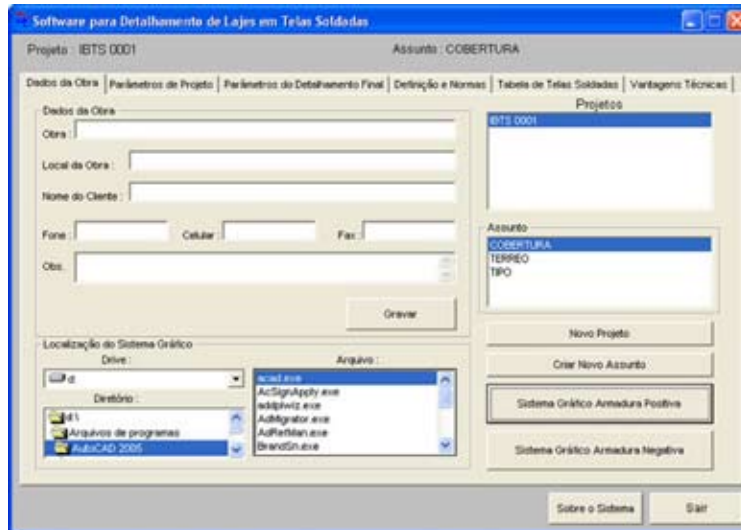 Software para Detalhamento de Lajes em Telas Soldadas
Projeto : IBTS 0001 Assunto : COBERTURA
Dados da Obra Parâmetros de Projeto Parâmetros do Detalhamento Final Definição e Normas Tabela de Telas Soldadas Vantagens Técnicas
Dados da Obra
Obra :
Local da Obra :
Nome do Cliente :
Fone : Celular : Fax :
Obs.
Gravar
Localização do Sistema Gráfico
Drive :
d:
Diretório :
d:\
Arquivos de programas
AutoCAD 2005
Arquivo :
acad.exe
AcSignApply.exe
addplwiz.exe
AdMigrator.exe
AdRefMan.exe
BrandSn.exe
Projetos
IBTS 0001
Assunto
COBERTURA
TERREO
TIPO
Novo Projeto
Criar Novo Assunto
Sistema Gráfico Armadura Positiva
Sistema Gráfico Armadura Negativa
Sobre o Sistema Sair